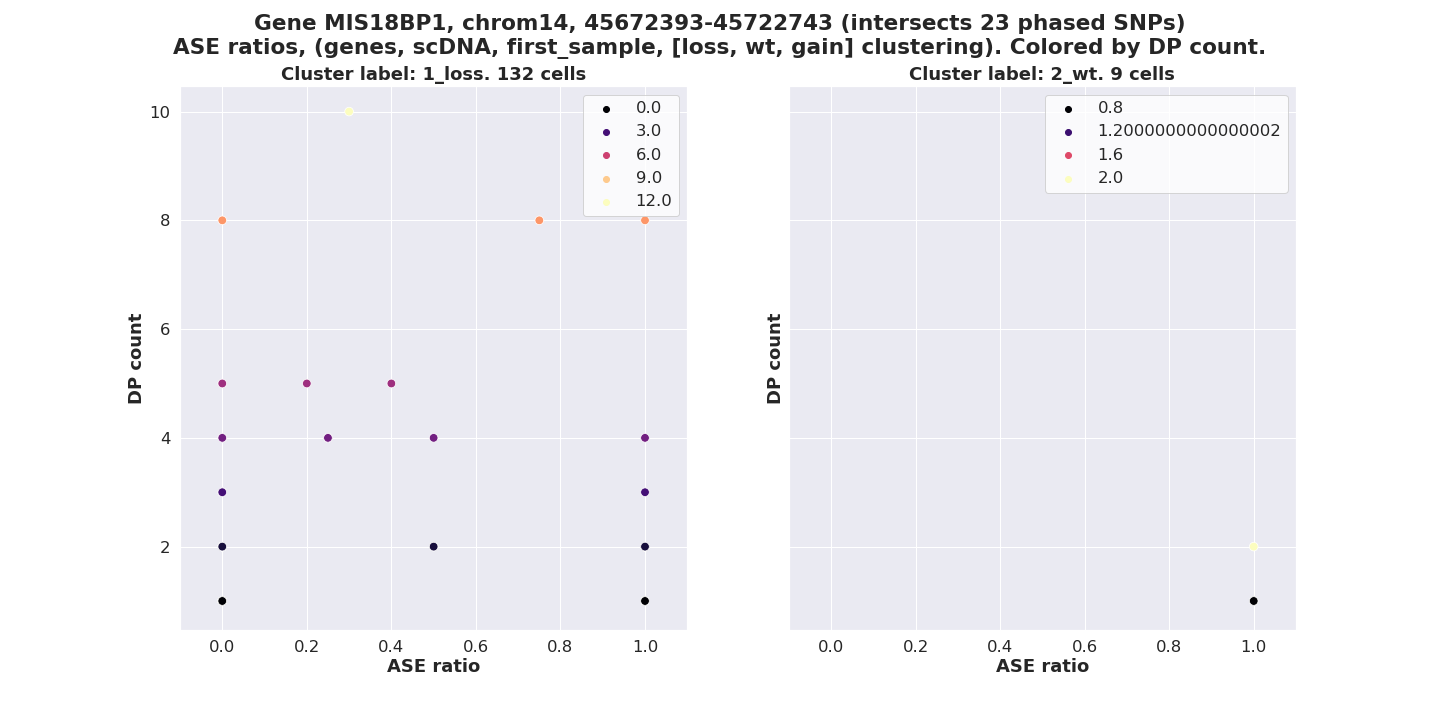 Gene MIS18BP1, chrom14, 45672393-45722743 (intersects 23 phased SNPs)
ASE ratios, (genes, scDNA, first_sample, [loss, wt, gain] clustering). Colored by DP count.
Cluster label: 1_loss. 132 cells
10
8
6
4
2
DP count
0.0
3.0
6.0
9.0
12.0
0.0 0.2 0.4 0.6 0.8 1.0
ASE ratio
Cluster label: 2_wt. 9 cells
DP count
0.8
1.2000000000000002
1.6
2.0
0.0 0.2 0.4 0.6 0.8 1.0
ASE ratio